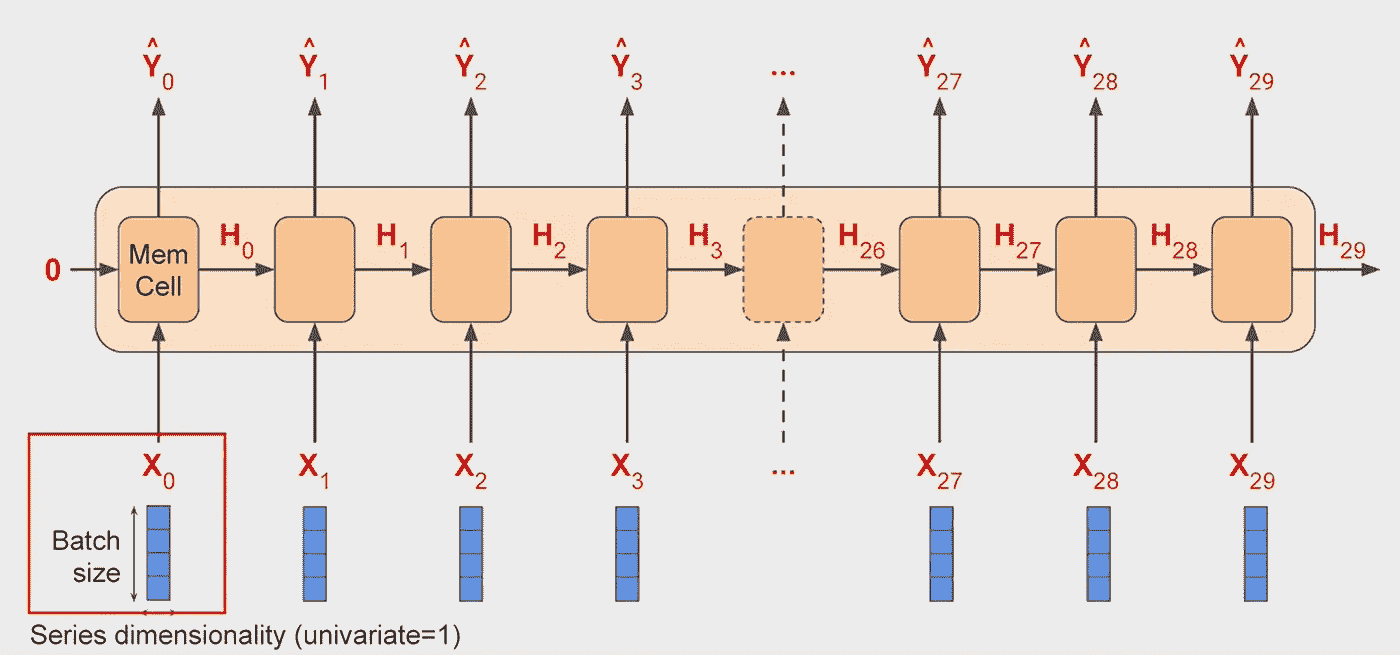 Ŷ0 Ŷ1 Ŷ2 Ŷ3 ... Ŷ27 Ŷ28 Ŷ29
0 Mem Cell H0 H1 H2 H3 H26 H27 H28 H29
X0 X1 X2 X3 ... X27 X28 X29
Batch
size
Series dimensionality (univariate=1)